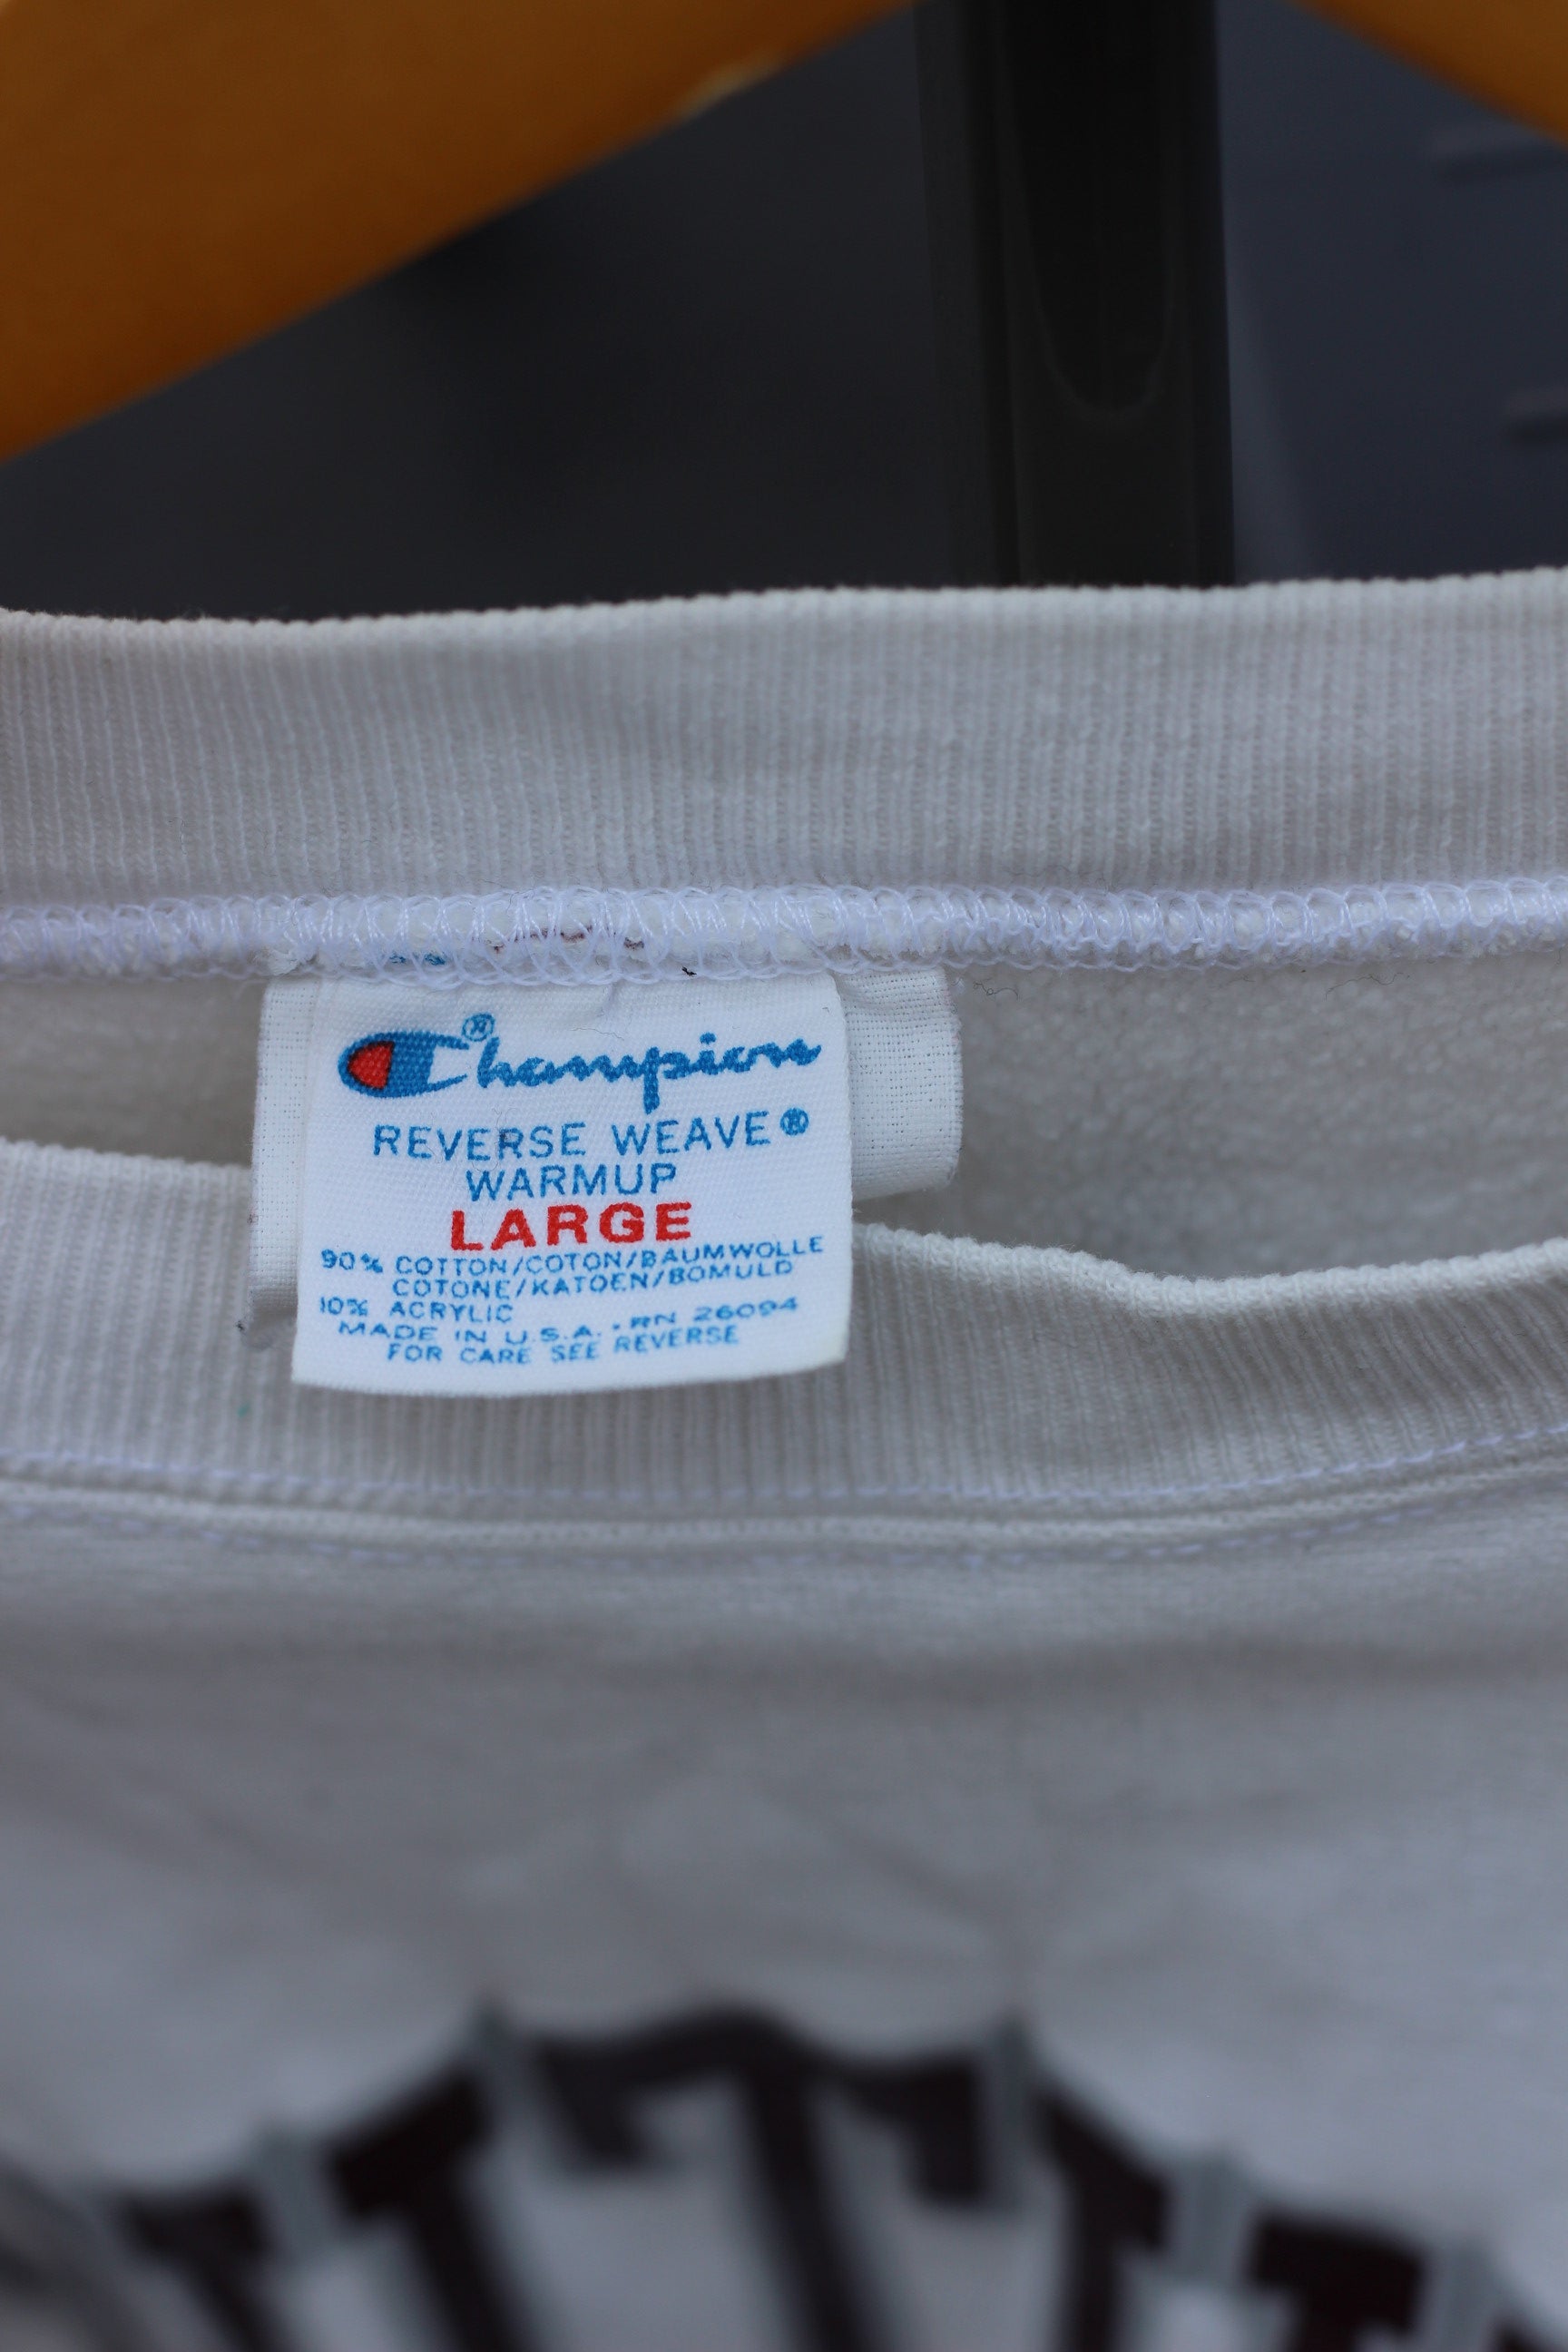 Champion®
REVERSE WEAVE®
WARMUP
LARGE
90% COTTON/COTON/BAUMWOLLE
COTONE/KATOEN/BOMULD
10% ACRYLIC
MADE IN U.S.A. · RN 26094
FOR CARE SEE REVERSE